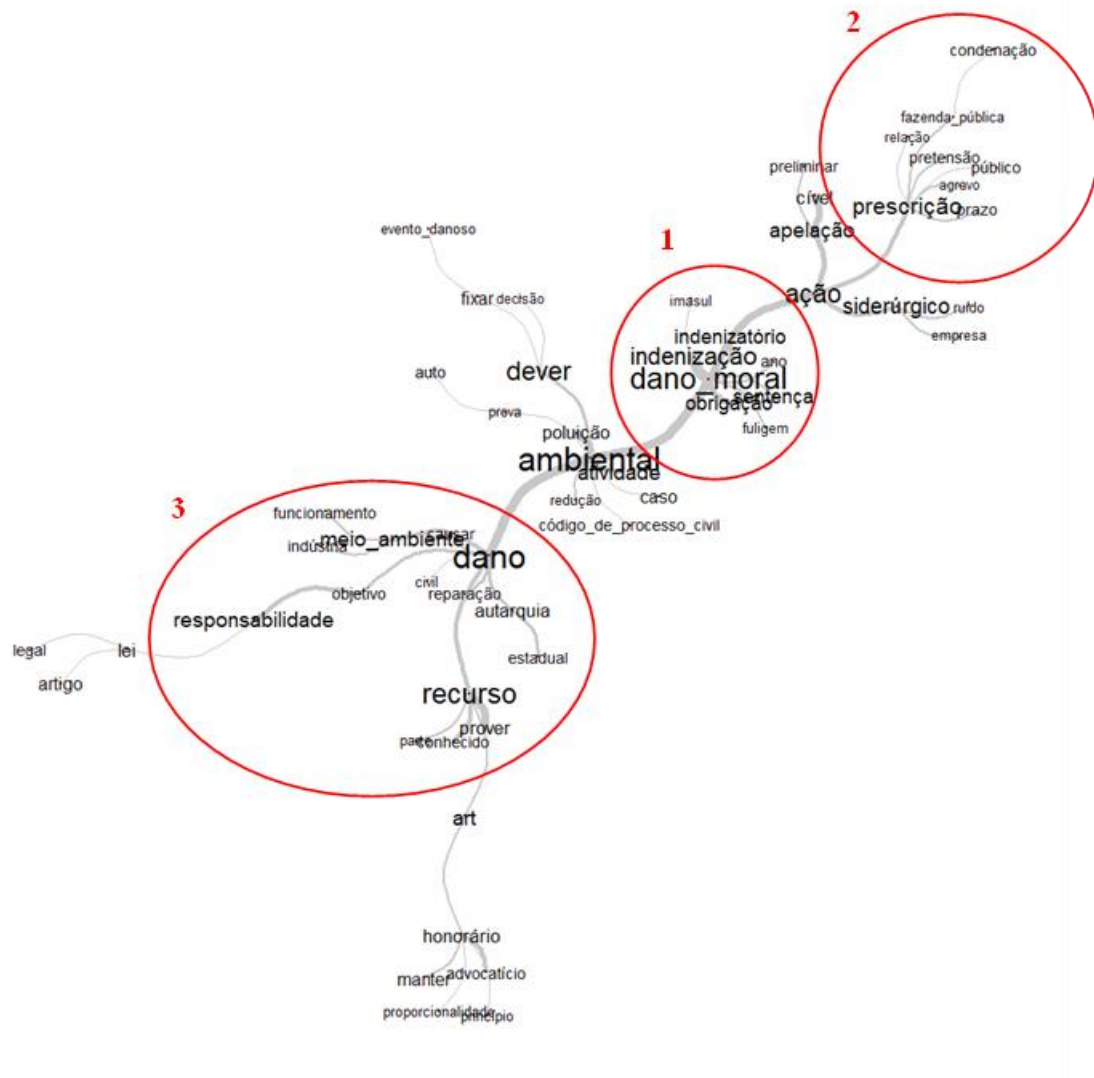 2
condenação
fazenda_pública
relação
pretensão
público
preliminar
agravo
cível
prescrição
prazo
apelação
evento_danoso
1
ação
fixar
decisão
imasul
siderúrgico
ruído
empresa
indenizatório
indenização
ano
dever
auto
dano_moral
sentença
obrigação
prova
fuligem
poluição
ambiental
atividade
redução
caso
código_de_processo_civil
3
funcionamento
causar
meio_ambiente
indústria
dano
civil
objetivo
reparação
autarquia
responsabilidade
legal
lei
estadual
artigo
recurso
prover
parte
conhecido
art
honorário
advocatício
manter
proporcionalidade
princípio